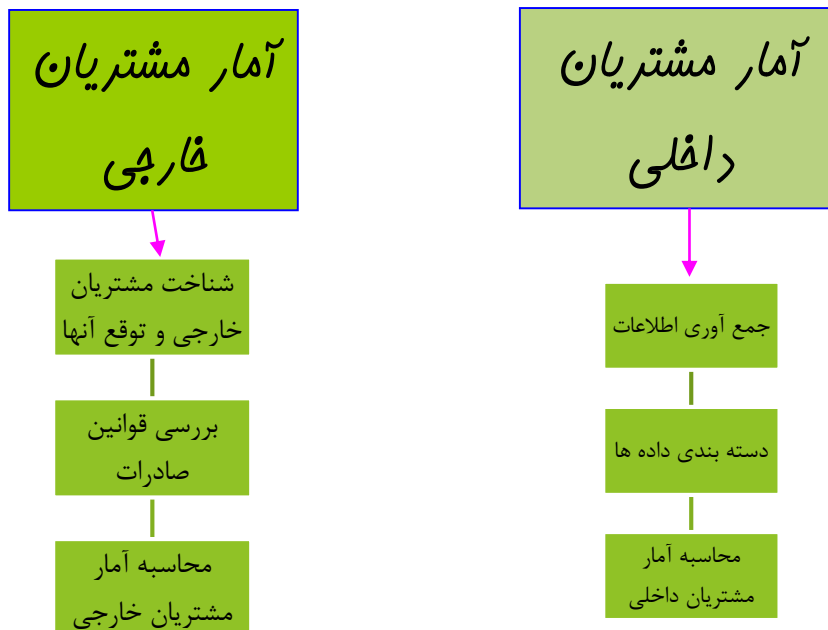 آمار مشتریان
داخلی
جمع آوری اطلاعات
دسته بندی داده ها
محاسبه آمار
مشتریان داخلی
آمار مشتریان
خارجی
شناخت مشتریان
خارجی و توقع آنها
بررسی قوانین
صادرات
محاسبه آمار
مشتریان خارجی